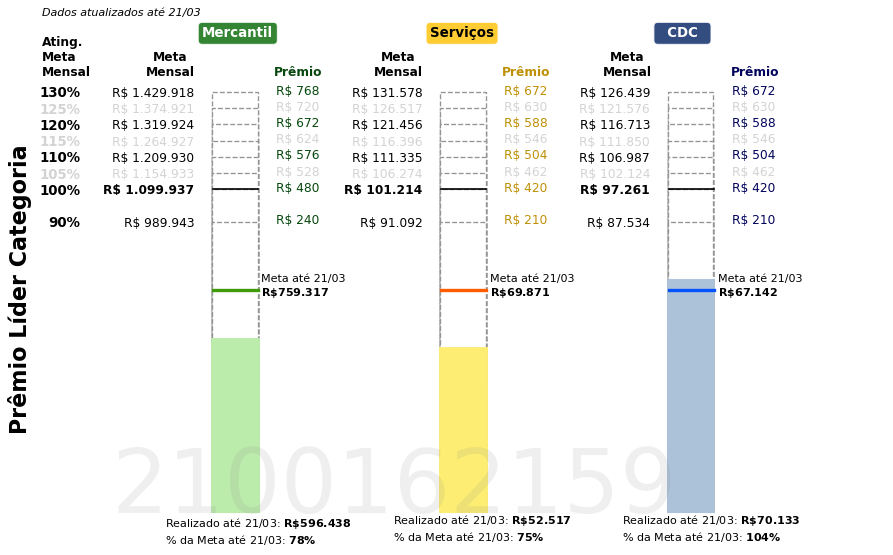 Dados atualizados até 21/03
Mercantil Serviços CDC
Ating. Meta Mensal Meta Mensal Prêmio Meta Mensal Prêmio Meta Mensal Prêmio
130% R$ 1.429.918 R$ 768 R$ 131.578 R$ 672 R$ 126.439 R$ 672
125% R$ 1.374.921 R$ 720 R$ 126.517 R$ 630 R$ 121.576 R$ 630
120% R$ 1.319.924 R$ 672 R$ 121.456 R$ 588 R$ 116.713 R$ 588
115% R$ 1.264.927 R$ 624 R$ 116.396 R$ 546 R$ 111.850 R$ 546
110% R$ 1.209.930 R$ 576 R$ 111.335 R$ 504 R$ 106.987 R$ 504
105% R$ 1.154.933 R$ 528 R$ 106.274 R$ 462 R$ 102.124 R$ 462
100% R$ 1.099.937 R$ 480 R$ 101.214 R$ 420 R$ 97.261 R$ 420
90% R$ 989.943 R$ 240 R$ 91.092 R$ 210 R$ 87.534 R$ 210
Prêmio Líder Categoria
Meta até 21/03 Meta até 21/03 Meta até 21/03
R$759.317 R$69.871 R$67.142
2100162159
Realizado até 21/03: R$596.438 Realizado até 21/03: R$52.517 Realizado até 21/03: R$70.133
% da Meta até 21/03: 78% % da Meta até 21/03: 75% % da Meta até 21/03: 104%